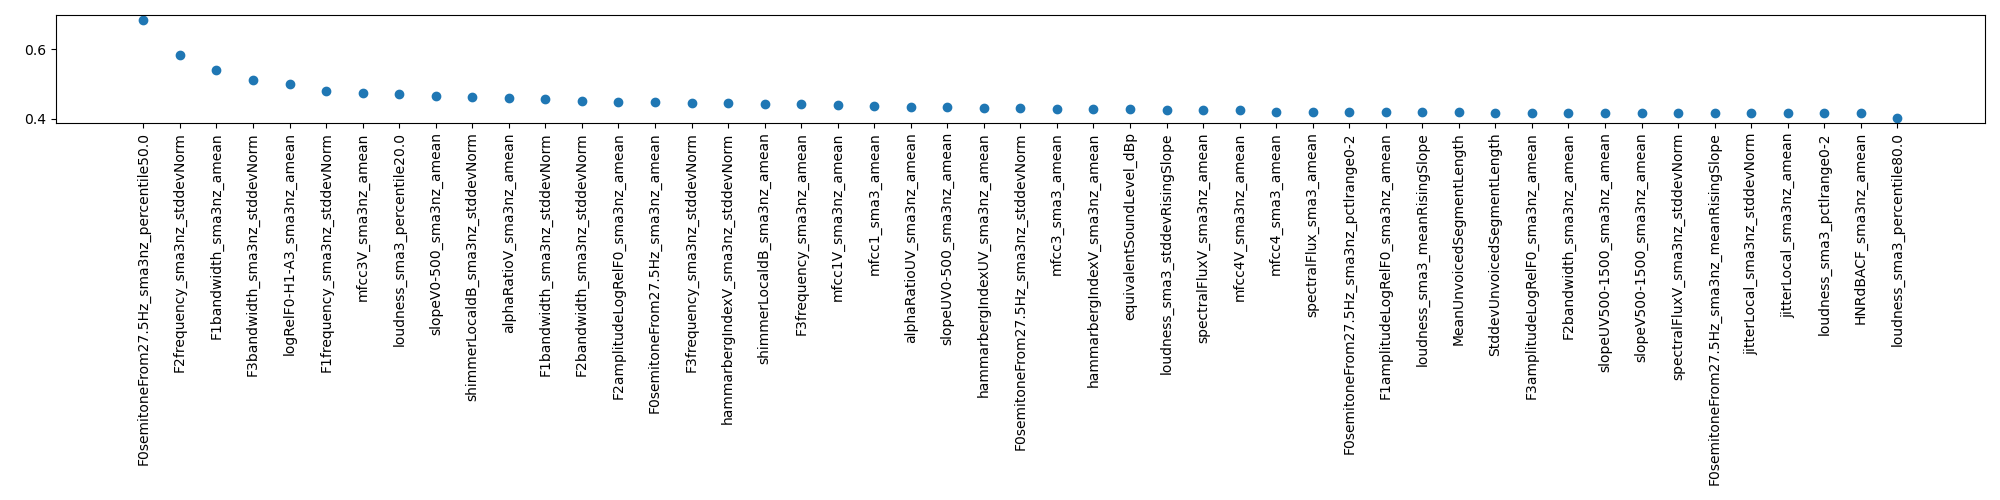 0.6
0.4
F0semitoneFrom27.5Hz_sma3nz_percentile50.0
F2frequency_sma3nz_stddevNorm
F1bandwidth_sma3nz_amean
F3bandwidth_sma3nz_stddevNorm
logRelF0-H1-A3_sma3nz_amean
F1frequency_sma3nz_stddevNorm
mfcc3V_sma3nz_amean
loudness_sma3_percentile20.0
slopeV0-500_sma3nz_amean
shimmerLocaldB_sma3nz_stddevNorm
alphaRatioV_sma3nz_amean
F1bandwidth_sma3nz_stddevNorm
F2bandwidth_sma3nz_stddevNorm
F2amplitudeLogRelF0_sma3nz_amean
F0semitoneFrom27.5Hz_sma3nz_amean
F3frequency_sma3nz_stddevNorm
hammarbergIndexV_sma3nz_stddevNorm
shimmerLocaldB_sma3nz_amean
F3frequency_sma3nz_amean
mfcc1V_sma3nz_amean
mfcc1_sma3_amean
alphaRatioUV_sma3nz_amean
slopeUV0-500_sma3nz_amean
hammarbergIndexUV_sma3nz_amean
F0semitoneFrom27.5Hz_sma3nz_stddevNorm
mfcc3_sma3_amean
hammarbergIndexV_sma3nz_amean
equivalentSoundLevel_dBp
loudness_sma3_stddevRisingSlope
spectralFluxV_sma3nz_amean
mfcc4V_sma3nz_amean
mfcc4_sma3_amean
spectralFlux_sma3_amean
F0semitoneFrom27.5Hz_sma3nz_pctlrange0-2
F1amplitudeLogRelF0_sma3nz_amean
loudness_sma3_meanRisingSlope
MeanUnvoicedSegmentLength
StddevUnvoicedSegmentLength
F3amplitudeLogRelF0_sma3nz_amean
F2bandwidth_sma3nz_amean
slopeUV500-1500_sma3nz_amean
slopeV500-1500_sma3nz_amean
spectralFluxV_sma3nz_stddevNorm
F0semitoneFrom27.5Hz_sma3nz_meanRisingSlope
jitterLocal_sma3nz_stddevNorm
jitterLocal_sma3nz_amean
loudness_sma3_pctlrange0-2
HNRdBACF_sma3nz_amean
loudness_sma3_percentile80.0